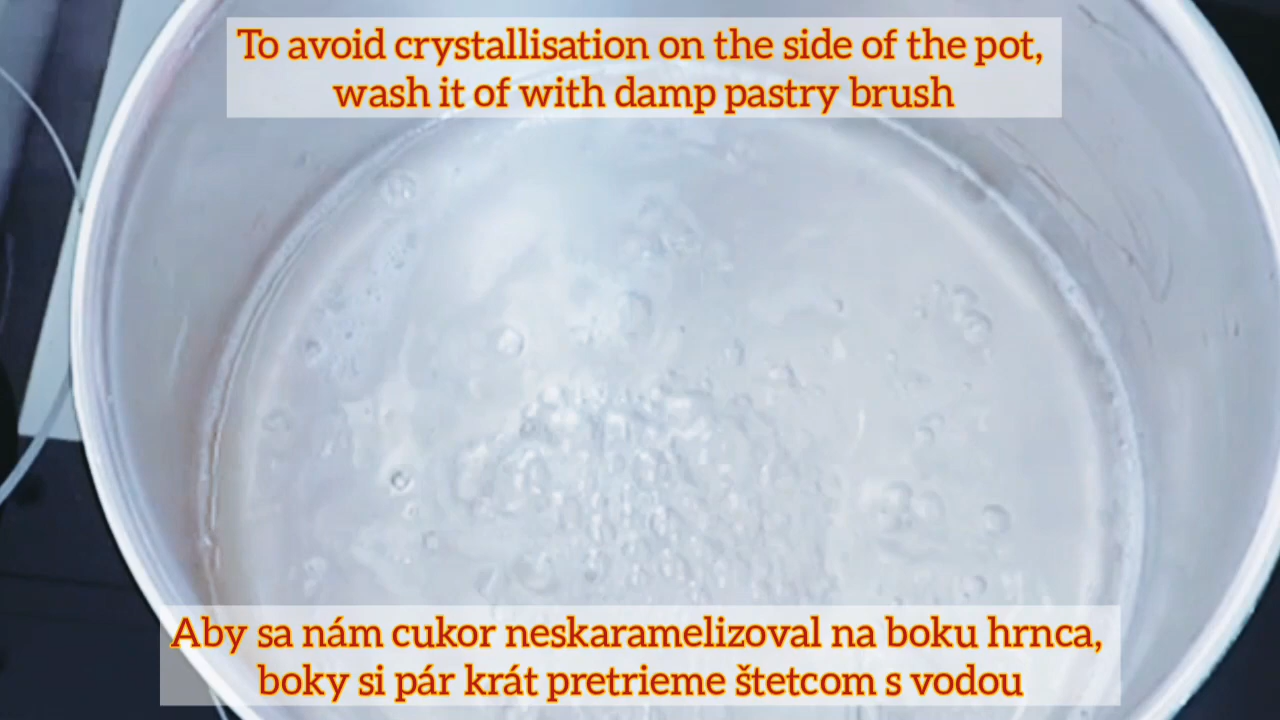 To avoid crystallisation on the side of the pot,
wash it of with damp pastry brush
Aby sa nám cukor neskaramelizoval na boku hrnca,
boky si pár krát pretrieme štetcom s vodou